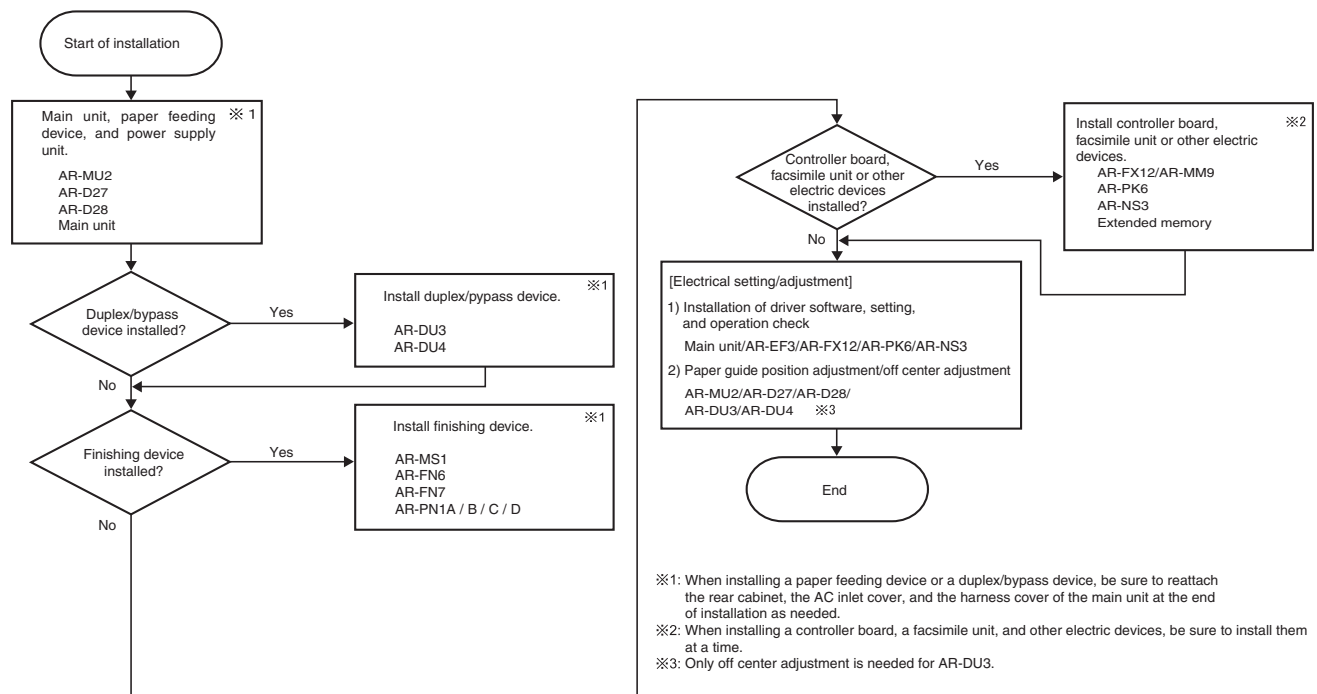 Start of installation
Main unit, paper feeding ※ 1
device, and power supply
unit.
AR-MU2
AR-D27
AR-D28
Main unit
Duplex/bypass
device installed?
Yes
No
Install duplex/pypass device. ※1
AR-DU3
AR-DU4
Finishing device
installed?
Yes
No
Install finishing device. ※1
AR-MS1
AR-FN6
AR-FN7
AR-PN1A / B / C / D
Controller board,
facsimile unit or other
electric devices
installed?
Yes
No
Install controller board, ※2
facsimile unit or other electric
devices.
AR-FX12/AR-MM9
AR-PK6
AR-NS3
Extended memory
[Electrical setting/adjustment]
1) Installation of driver software, setting,
and operation check
Main unit/AR-EF3/AR-FX12/AR-PK6/AR-NS3
2) Paper guide position adjustment/off center adjustment
AR-MU2/AR-D27/AR-D28/
AR-DU3/AR-DU4 ※3
End
※1: When installing a paper feeding device or a duplex/bypass device, be sure to reattach
the rear cabinet, the AC inlet cover, and the harness cover of the main unit at the end
of installation as needed.
※2: When installing a controller board, a facsimile unit, and other electric devices, be sure to install them
at a time.
※3: Only off center adjustment is needed for AR-DU3.